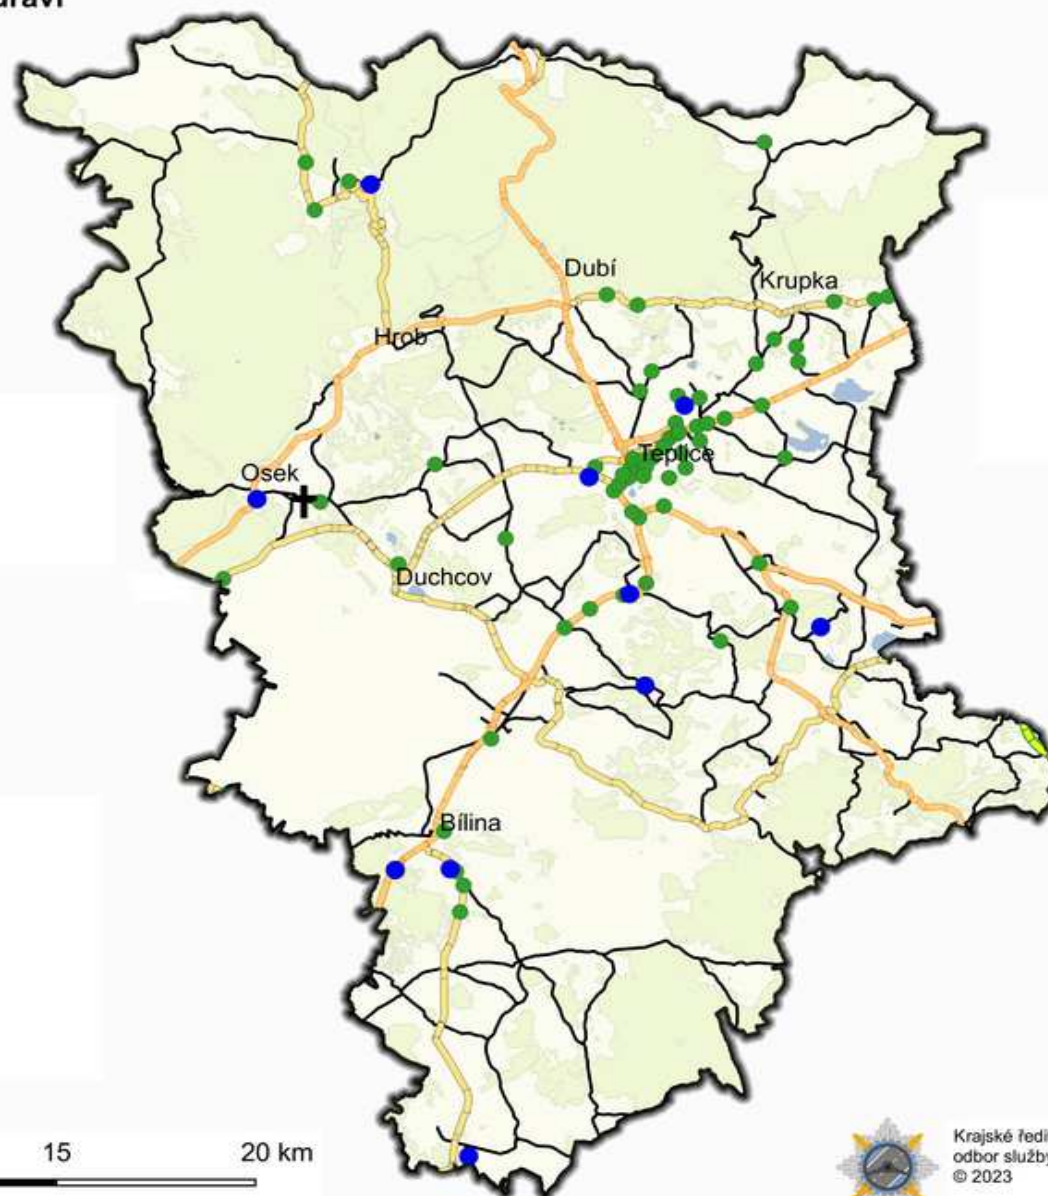 Dubí
Krupka
Hrob
Teplice
Osek
Duchcov
Bílina
15
20 km
Krajské ředi
odbor služby
© 2023